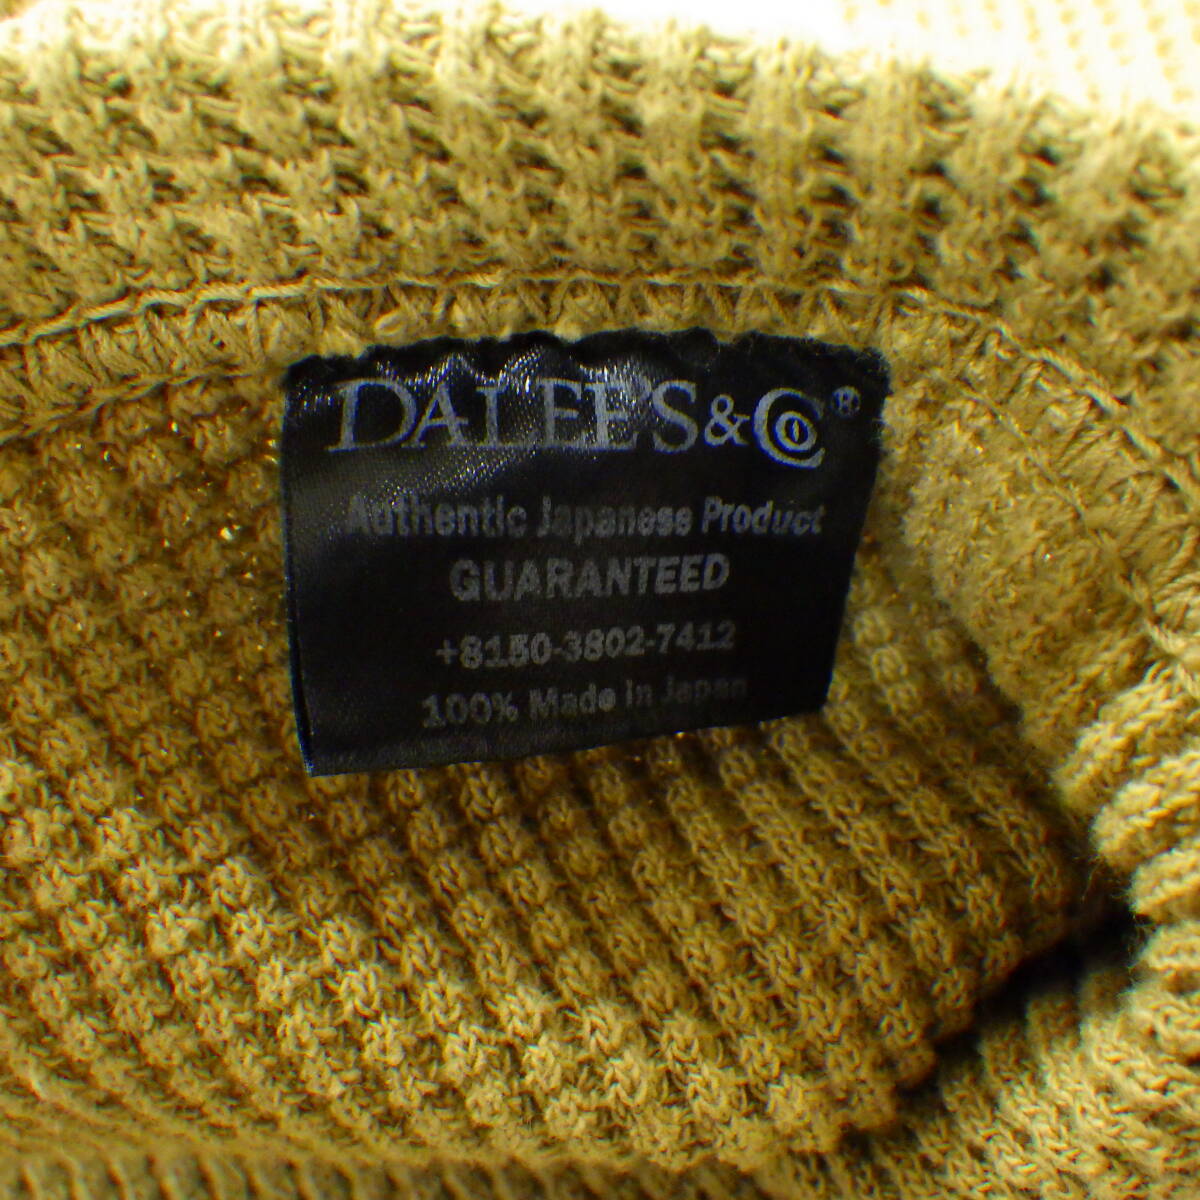 DALEE'S&Co®
Authentic Japanese Product
GUARANTEED
+8150-3802-7412
100% Made in Japan